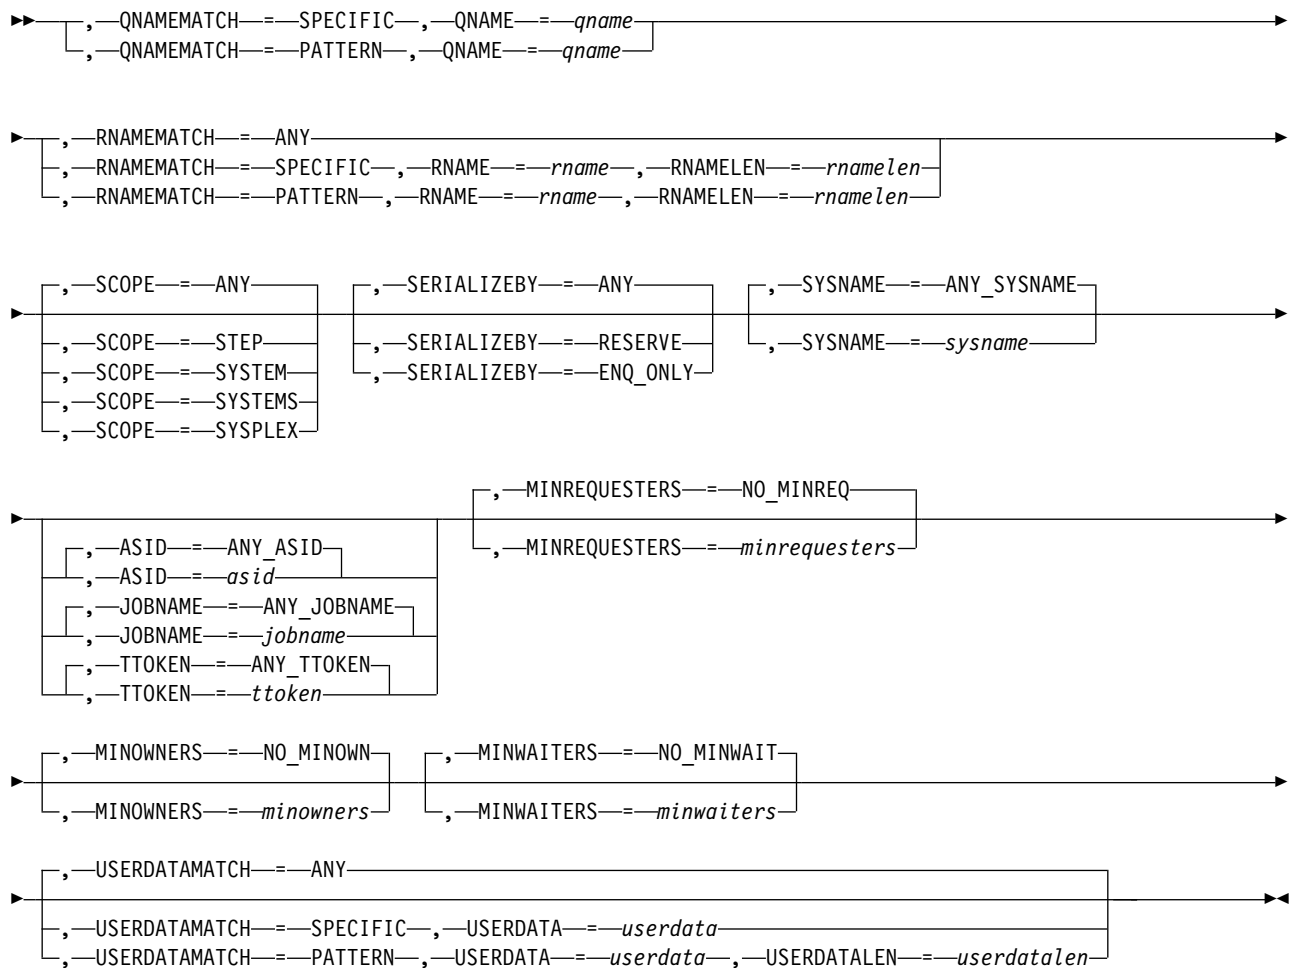 ,—QNAMEMATCH—=—SPECIFIC—,—QNAME—=—qname
,—QNAMEMATCH—=—PATTERN—,—QNAME—=—qname
,—RNAMEMATCH—=—ANY
,—RNAMEMATCH—=—SPECIFIC—,—RNAME—=—rname—,—RNAMELEN—=—rnamelen
,—RNAMEMATCH—=—PATTERN—,—RNAME—=—rname—,—RNAMELEN—=—rnamelen
,—SCOPE—=—ANY ,—SERIALIZEBY—=—ANY ,—SYSNAME—=—ANY_SYSNAME
,—SCOPE—=—STEP ,—SERIALIZEBY—=—RESERVE ,—SYSNAME—=—sysname
,—SCOPE—=—SYSTEM ,—SERIALIZEBY—=—ENQ_ONLY
,—SCOPE—=—SYSTEMS
,—SCOPE—=—SYSPLEX
,—MINREQUESTERS—=—NO_MINREQ
,—ASID—=—ANY_ASID ,—MINREQUESTERS—=—minrequesters
,—ASID—=—asid
,—JOBNAME—=—ANY_JOBNAME
,—JOBNAME—=—jobname
,—TTOKEN—=—ANY_TTOKEN
,—TTOKEN—=—ttoken
,—MINOWNERS—=—NO_MINOWN ,—MINWAITERS—=—NO_MINWAIT
,—MINOWNERS—=—minowners ,—MINWAITERS—=—minwaiters
,—USERDATAMATCH—=—ANY
,—USERDATAMATCH—=—SPECIFIC—,—USERDATA—=—userdata
,—USERDATAMATCH—=—PATTERN—,—USERDATA—=—userdata—,—USERDATALEN—=—userdatalen